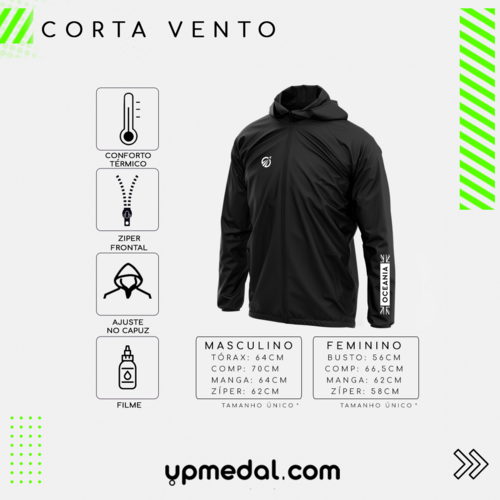 CORTA VENTO
CONFORTO
TÉRMICO
ZIPER
FRONTAL
AJUSTE
NO CAPUZ
FILME
OCEANIA
MASCULINO
TÓRAX: 64CM
COMP: 70CM
MANGA: 64CM
ZÍPER: 62CM
TAMANHO ÚNICO*
FEMININO
BUSTO: 56CM
COMP: 66,5CM
MANGA: 62CM
ZÍPER: 58CM
TAMANHO ÚNICO*
upmedal.com